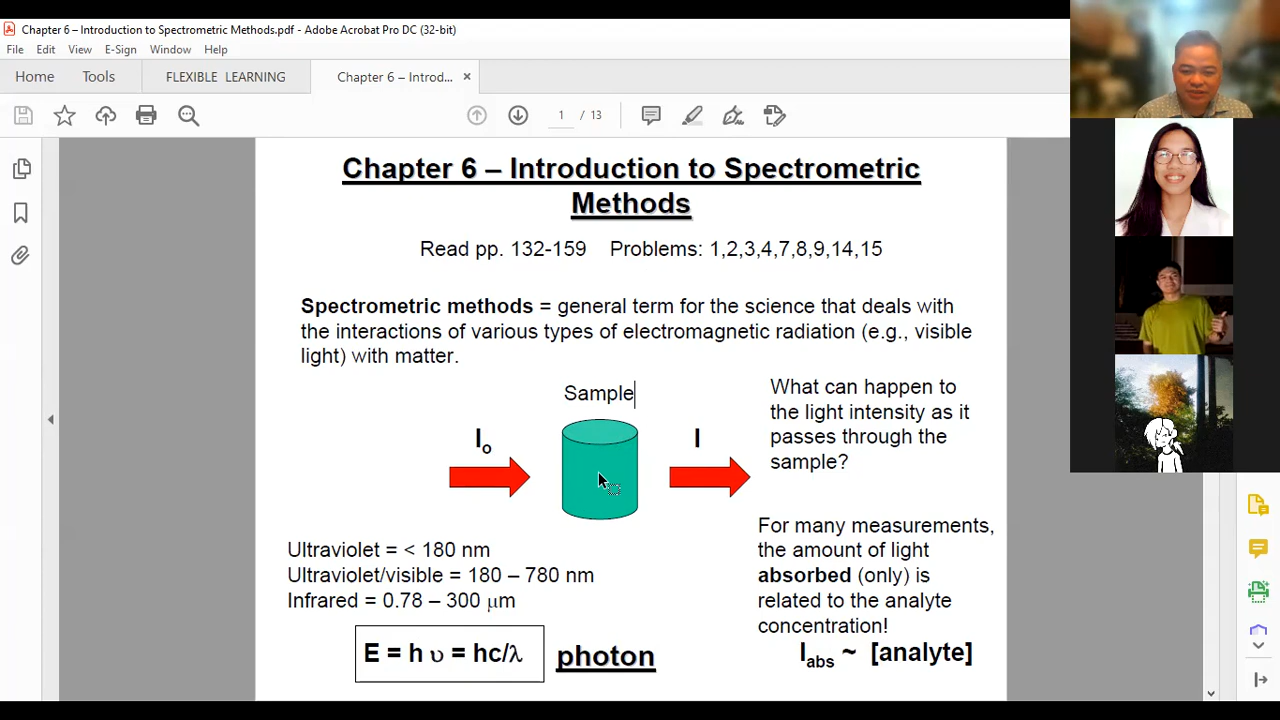 Chapter 6 – Introduction to Spectrometric Methods.pdf - Adobe Acrobat Pro DC (32-bit)
File Edit View E-Sign Window Help
Home Tools FLEXIBLE LEARNING Chapter 6 – Introd... ×
1 / 13
Chapter 6 – Introduction to Spectrometric
Methods
Read pp. 132-159 Problems: 1,2,3,4,7,8,9,14,15
Spectrometric methods = general term for the science that deals with
the interactions of various types of electromagnetic radiation (e.g., visible
light) with matter.
Sample
Io
I
What can happen to
the light intensity as it
passes through the
sample?
Ultraviolet = < 180 nm
Ultraviolet/visible = 180 – 780 nm
Infrared = 0.78 – 300 μm
For many measurements,
the amount of light
absorbed (only) is
related to the analyte
concentration!
E = h υ = hc/λ
photon
Iabs ~ [analyte]